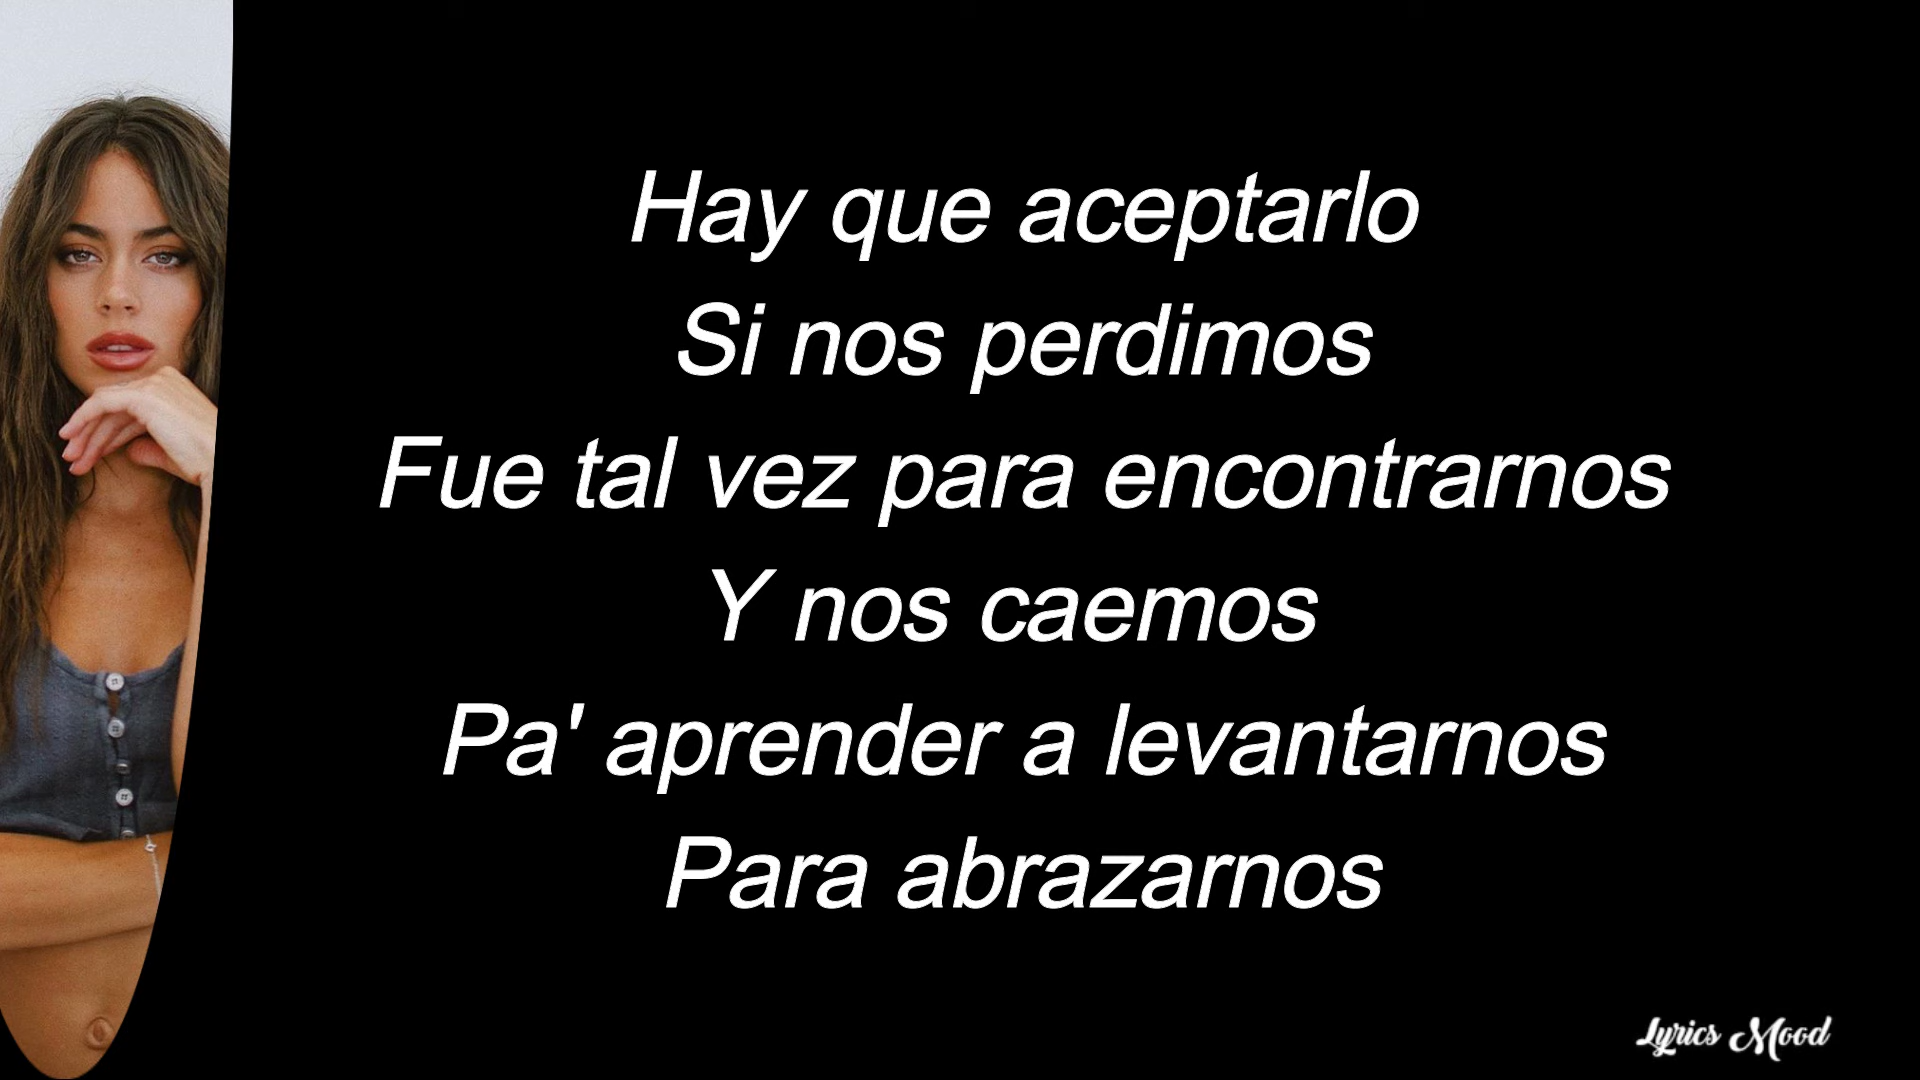 Hay que aceptarlo
Si nos perdimos
Fue tal vez para encontrarnos
Y nos caemos
Pa' aprender a levantarnos
Para abrazarnos
Lyrics Mood